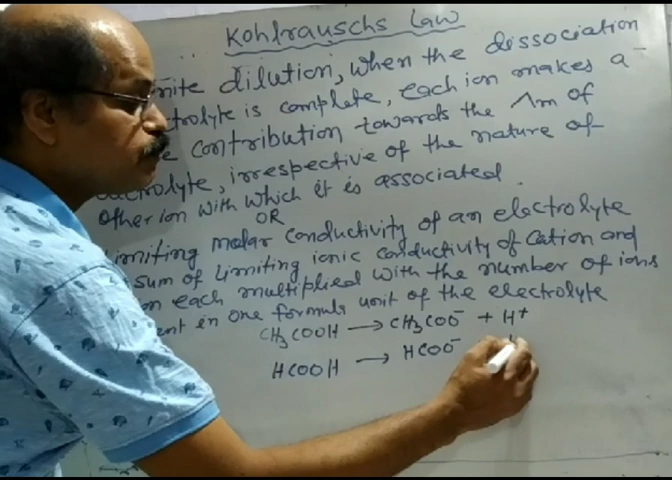 Kohlrauschs Law
nite dilution, when the dissociation
trolyte is complete, each ion makes a
e contribution towards the Λm of
electrolyte, irrespective of the nature of
other ion with which it is associated.
OR
Limiting molar conductivity of an electrolyte
sum of limiting ionic conductivity of cation and
on each multiplied with the number of ions
ent in one formula unit of the electrolyte
CH₃COOH ⟶ CH₃COO⁻ + H⁺
HCOOH ⟶ HCOO⁻